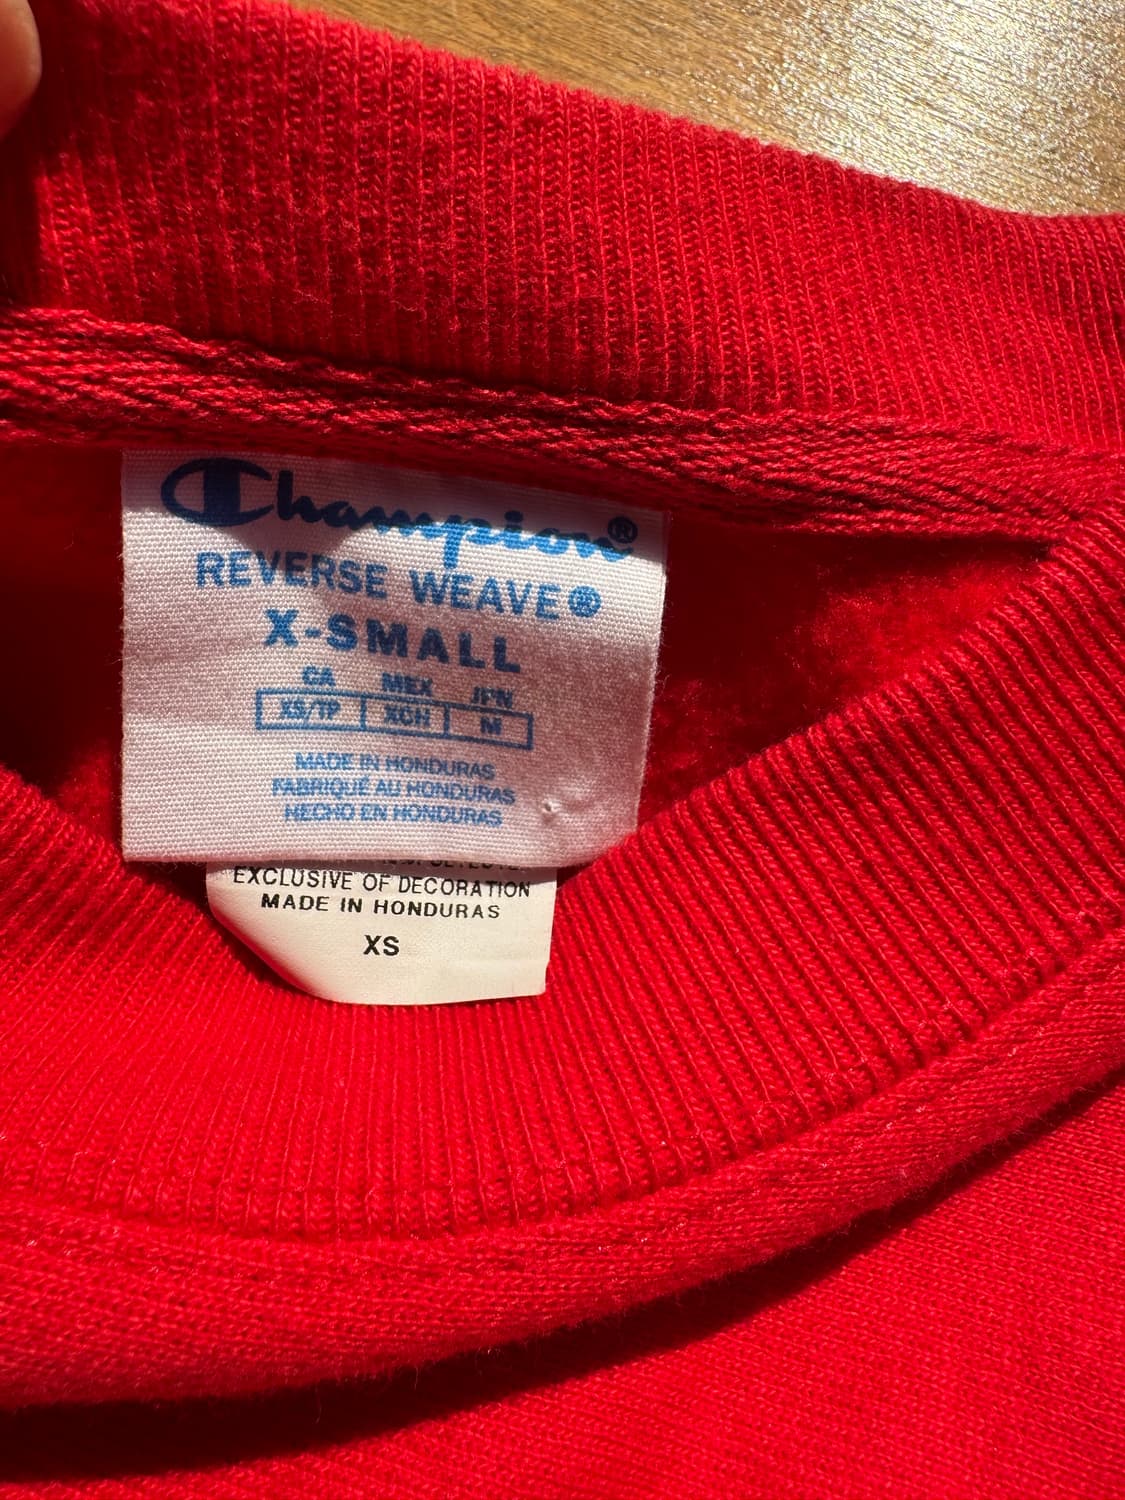 Champion®
REVERSE WEAVE®
X-SMALL
CA MEX JPN
XS/TP XCH M
MADE IN HONDURAS
FABRIQUÉ AU HONDURAS
HECHO EN HONDURAS
EXCLUSIVE OF DECORATION
MADE IN HONDURAS
XS